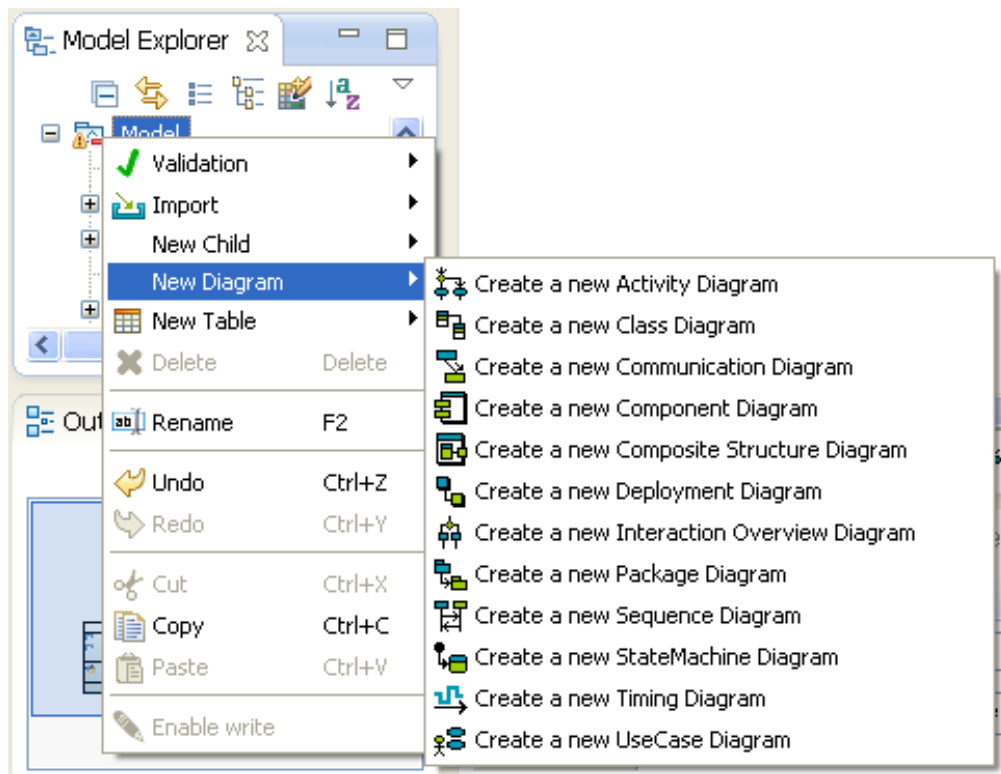 Model Explorer
Model
Validation
Import
New Child
New Diagram
New Table
Delete Delete
Rename F2
Undo Ctrl+Z
Redo Ctrl+Y
Cut Ctrl+X
Copy Ctrl+C
Paste Ctrl+V
Enable write
Create a new Activity Diagram
Create a new Class Diagram
Create a new Communication Diagram
Create a new Component Diagram
Create a new Composite Structure Diagram
Create a new Deployment Diagram
Create a new Interaction Overview Diagram
Create a new Package Diagram
Create a new Sequence Diagram
Create a new StateMachine Diagram
Create a new Timing Diagram
Create a new UseCase Diagram
Out